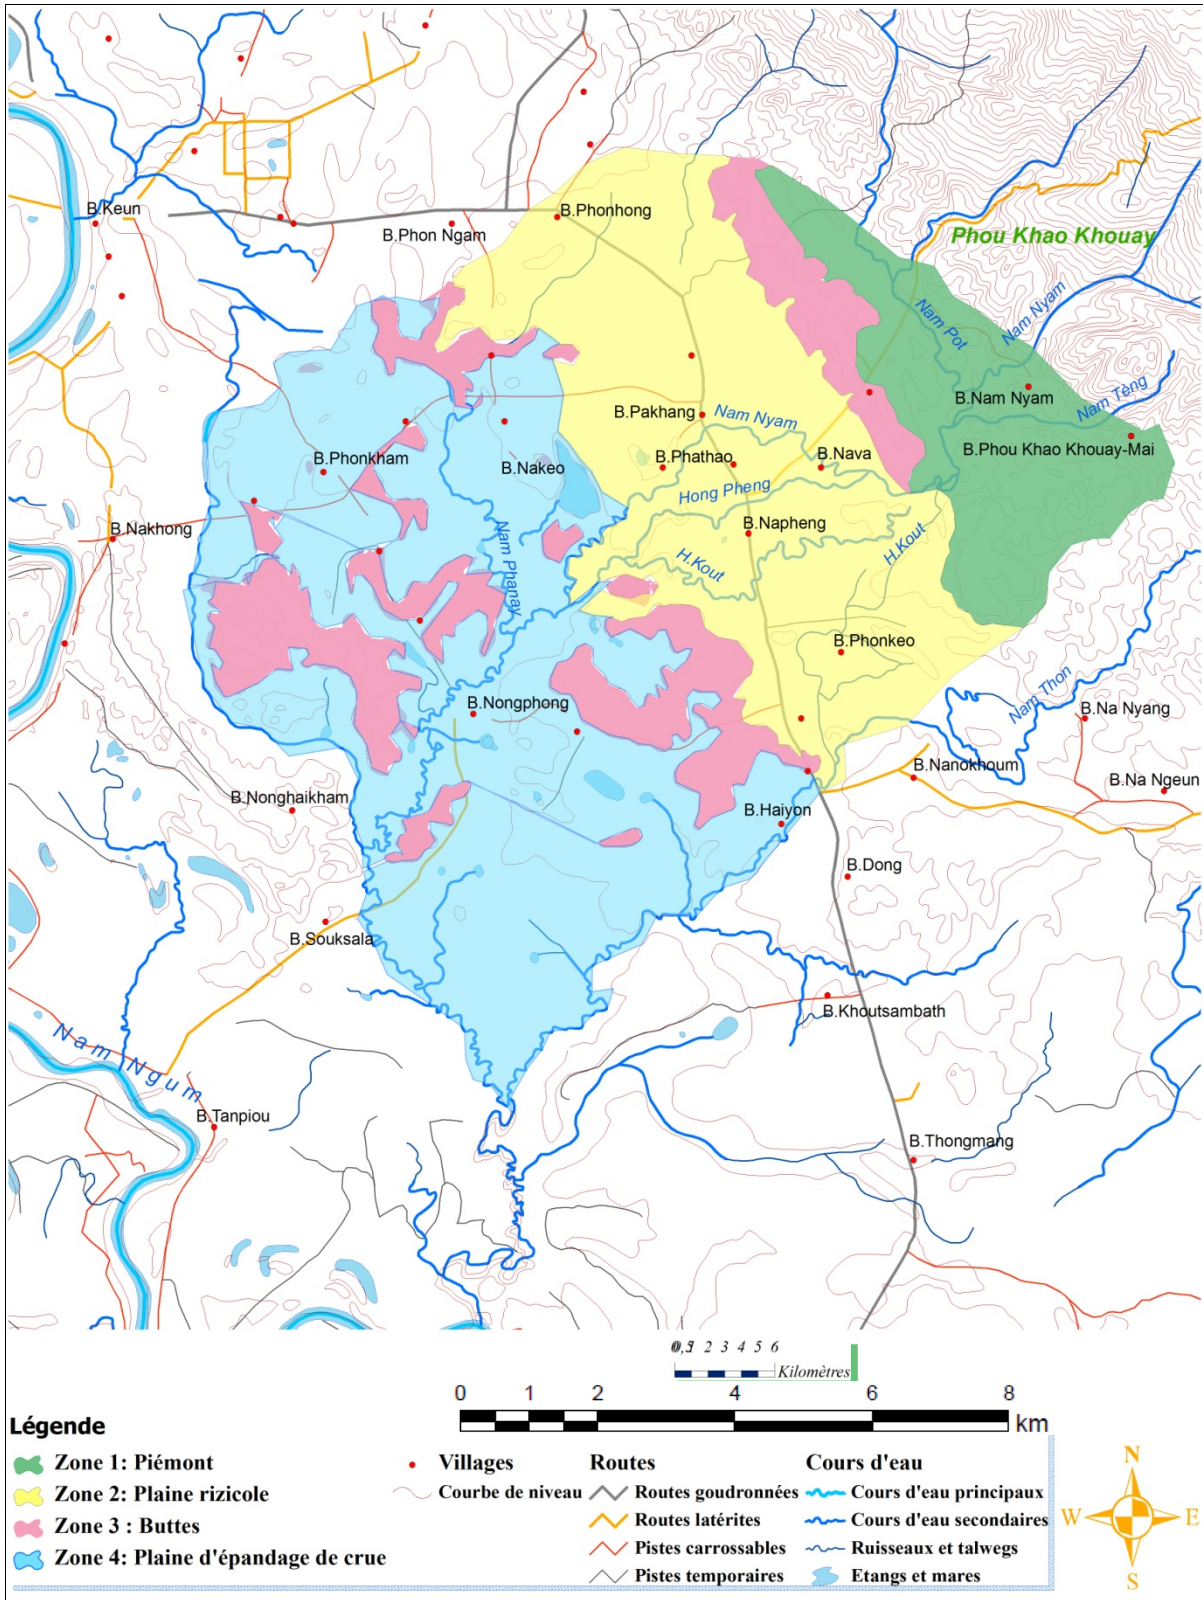 B.Keun
B.Phon Ngam
B.Phonhong
Phou Khao Khouay
Nam Pot
Nam Nyam
B.Nam Nyam
Nam Tèng
B.Pakhang
Nam Nyam
B.Phou Khao Khouay-Mai
B.Phonkham
B.Nakeo
B.Phathao
B.Nava
Hong Pheng
B.Nakhong
Nam Phanay
B.Napheng
H.Kout
H.Kout
B.Phonkeo
B.Nongphong
Nam Thon
B.Na Nyang
B.Nanokhoum
B.Na Ngeun
B.Nonghaikham
B.Haiyon
B.Dong
B.Souksala
B.Khoutsambath
Nam Ngum
B.Tanpiou
B.Thongmang
2 3 4 5 6
Kilomètres
0 1 2 4 6 8
km
Légende
Zone 1: Piémont
Zone 2: Plaine rizicole
Zone 3 : Buttes
Zone 4: Plaine d'épandage de crue
Villages
Courbe de niveau
Routes
Routes goudronnées
Routes latérites
Pistes carrossables
Pistes temporaires
Cours d'eau
Cours d'eau principaux
Cours d'eau secondaires
Ruisseaux et talwegs
Etangs et mares
N
W
E
S